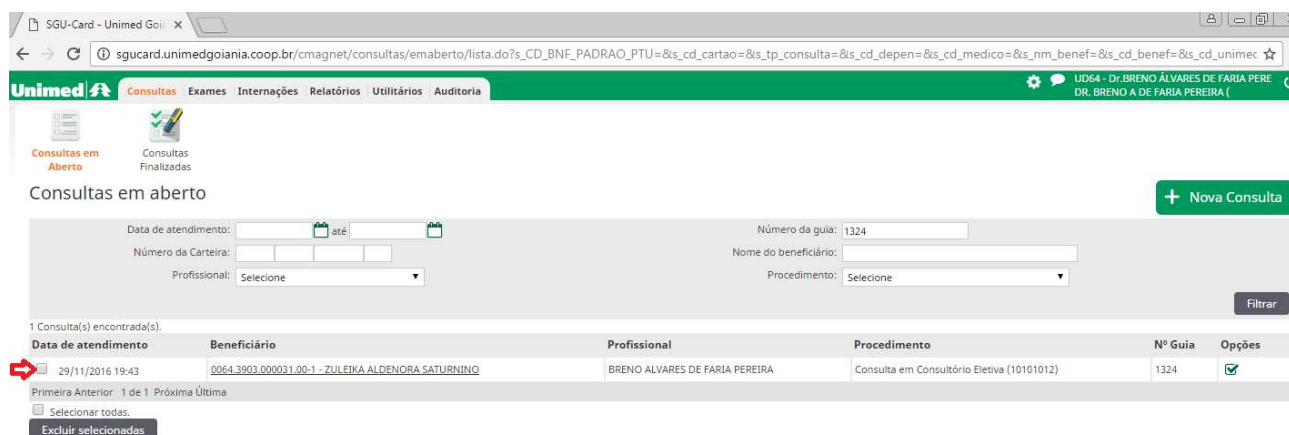 SGU-Card - Unimed Goi
sgucard.unimedgoiania.coop.br/cmagnet/consultas/emaberto/lista.do?s_CD_BNF_PADRAO_PTU=&s_cd_cartao=&s_tp_consulta=&s_cd_depen=&s_cd_medico=&s_nm_benef=&s_cd_benef=&s_cd_unimec
Unimed Consultas Exames Internações Relatórios Utilitários Auditoria UD64 - Dr.BRENO ÁLVARES DE FARIA PERE
DR. BRENO A DE FARIA PEREIRA (
Consultas em Consultas
Aberto Finalizadas
Consultas em aberto + Nova Consulta
Data de atendimento: até Número da guia: 1324
Número da Carteira: Nome do beneficiário:
Profissional: Selecione Procedimento: Selecione
Filtrar
1 Consulta(s) encontrada(s).
Data de atendimento Beneficiário Profissional Procedimento Nº Guia Opções
29/11/2016 19:43 0064.3903.000031.00-1 - ZULEIKA ALDENORA SATURNINO BRENO ALVARES DE FARIA PEREIRA Consulta em Consultório Eletiva (10101012) 1324
Primeira Anterior 1 de 1 Próxima Última
Selecionar todas.
Excluir selecionadas